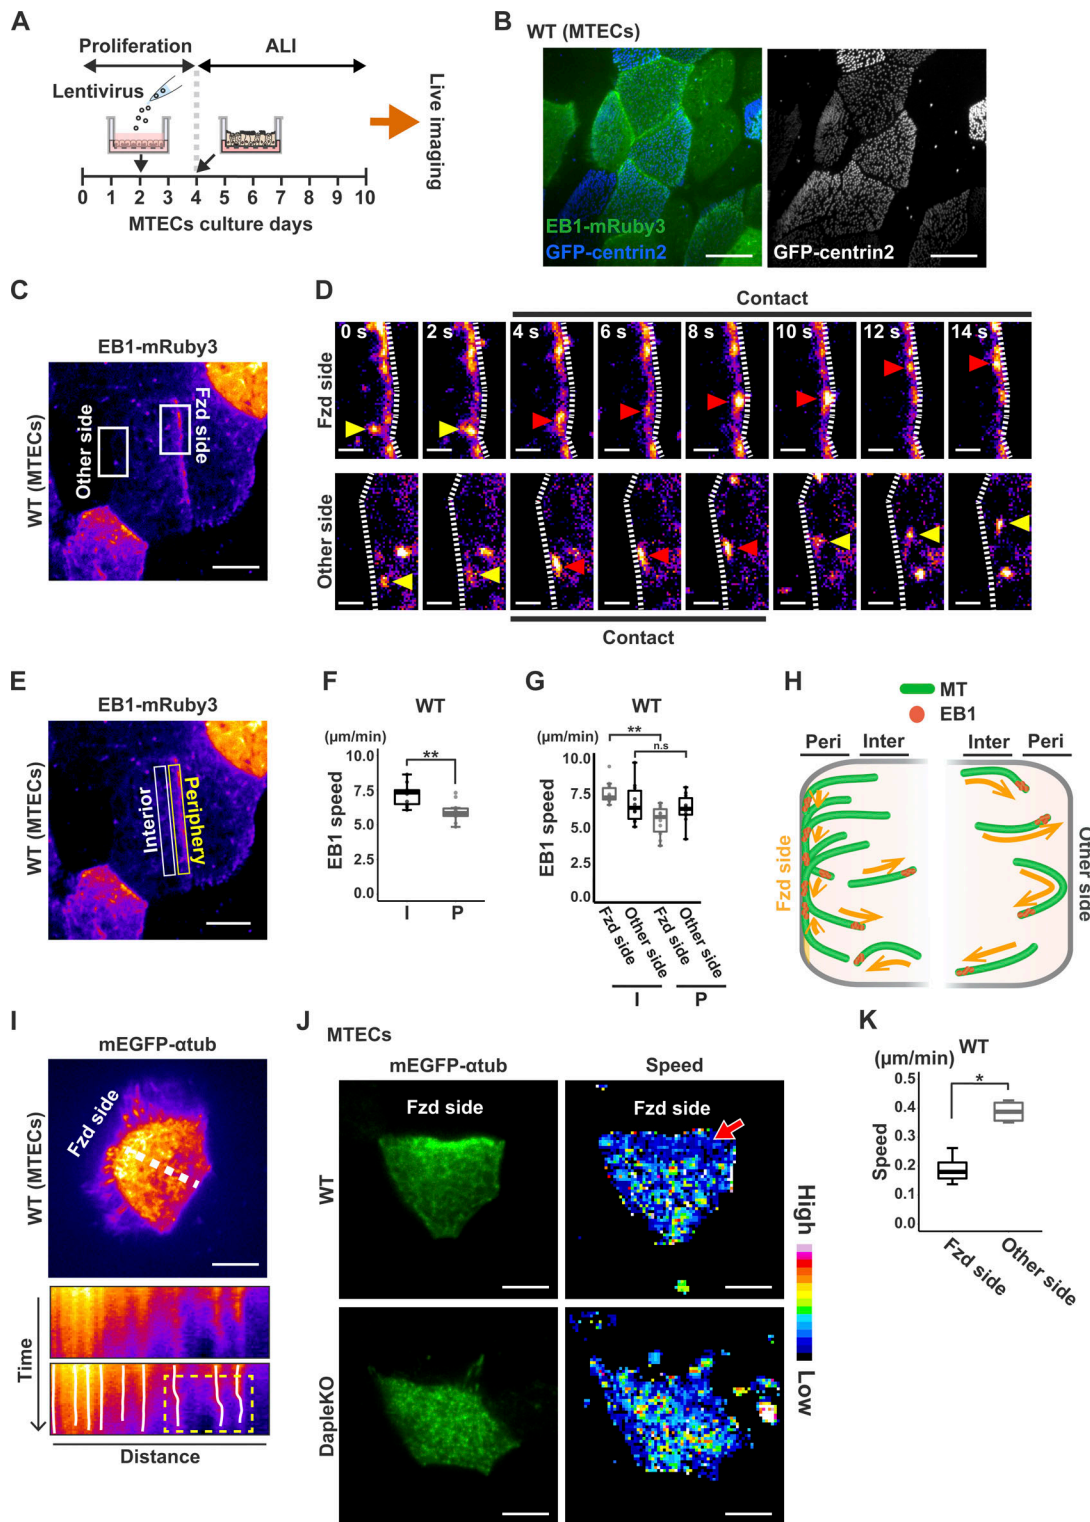 A
Proliferation
ALI
Lentivirus
Live imaging
0 1 2 3 4 5 6 7 8 9 10
MTECs culture days
B
WT (MTECs)
EB1-mRuby3
GFP-centrin2
GFP-centrin2
C
EB1-mRuby3
WT (MTECs)
Other side
Fzd side
D
Contact
Fzd side
0 s 2 s 4 s 6 s 8 s 10 s 12 s 14 s
Other side
Contact
E
EB1-mRuby3
WT (MTECs)
Interior
Periphery
F
WT
(µm/min)
EB1 speed
10.0
7.5
5.0
2.5
0.0
**
I P
G
WT
(µm/min)
EB1 speed
10.0
7.5
5.0
2.5
0.0
**
n.s
Fzd side
Other side
Fzd side
Other side
I P
H
MT
EB1
Peri Inter Inter Peri
Fzd side
Other side
I
mEGFP-αtub
WT (MTECs)
Fzd side
Time
Distance
J
MTECs
mEGFP-αtub Speed
WT
Fzd side Fzd side
DapleKO
High
Low
K
WT
(µm/min)
Speed
0.5
0.4
0.3
0.2
0.1
0.0
*
Fzd side
Other side